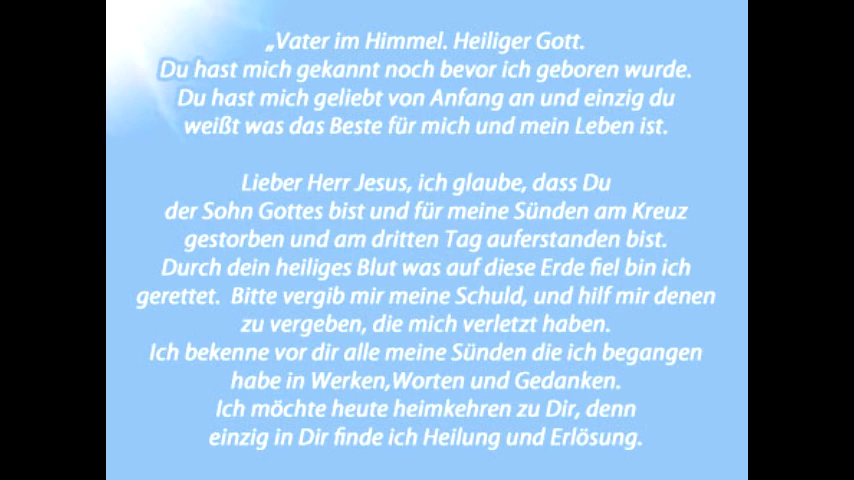 „Vater im Himmel. Heiliger Gott.
Du hast mich gekannt noch bevor ich geboren wurde.
Du hast mich geliebt von Anfang an und einzig du
weißt was das Beste für mich und mein Leben ist.
Lieber Herr Jesus, ich glaube, dass Du
der Sohn Gottes bist und für meine Sünden am Kreuz
gestorben und am dritten Tag auferstanden bist.
Durch dein heiliges Blut was auf diese Erde fiel bin ich
gerettet.  Bitte vergib mir meine Schuld, und hilf mir denen
zu vergeben, die mich verletzt haben.
Ich bekenne vor dir alle meine Sünden die ich begangen
habe in Werken,Worten und Gedanken.
Ich möchte heute heimkehren zu Dir, denn
einzig in Dir finde ich Heilung und Erlösung.